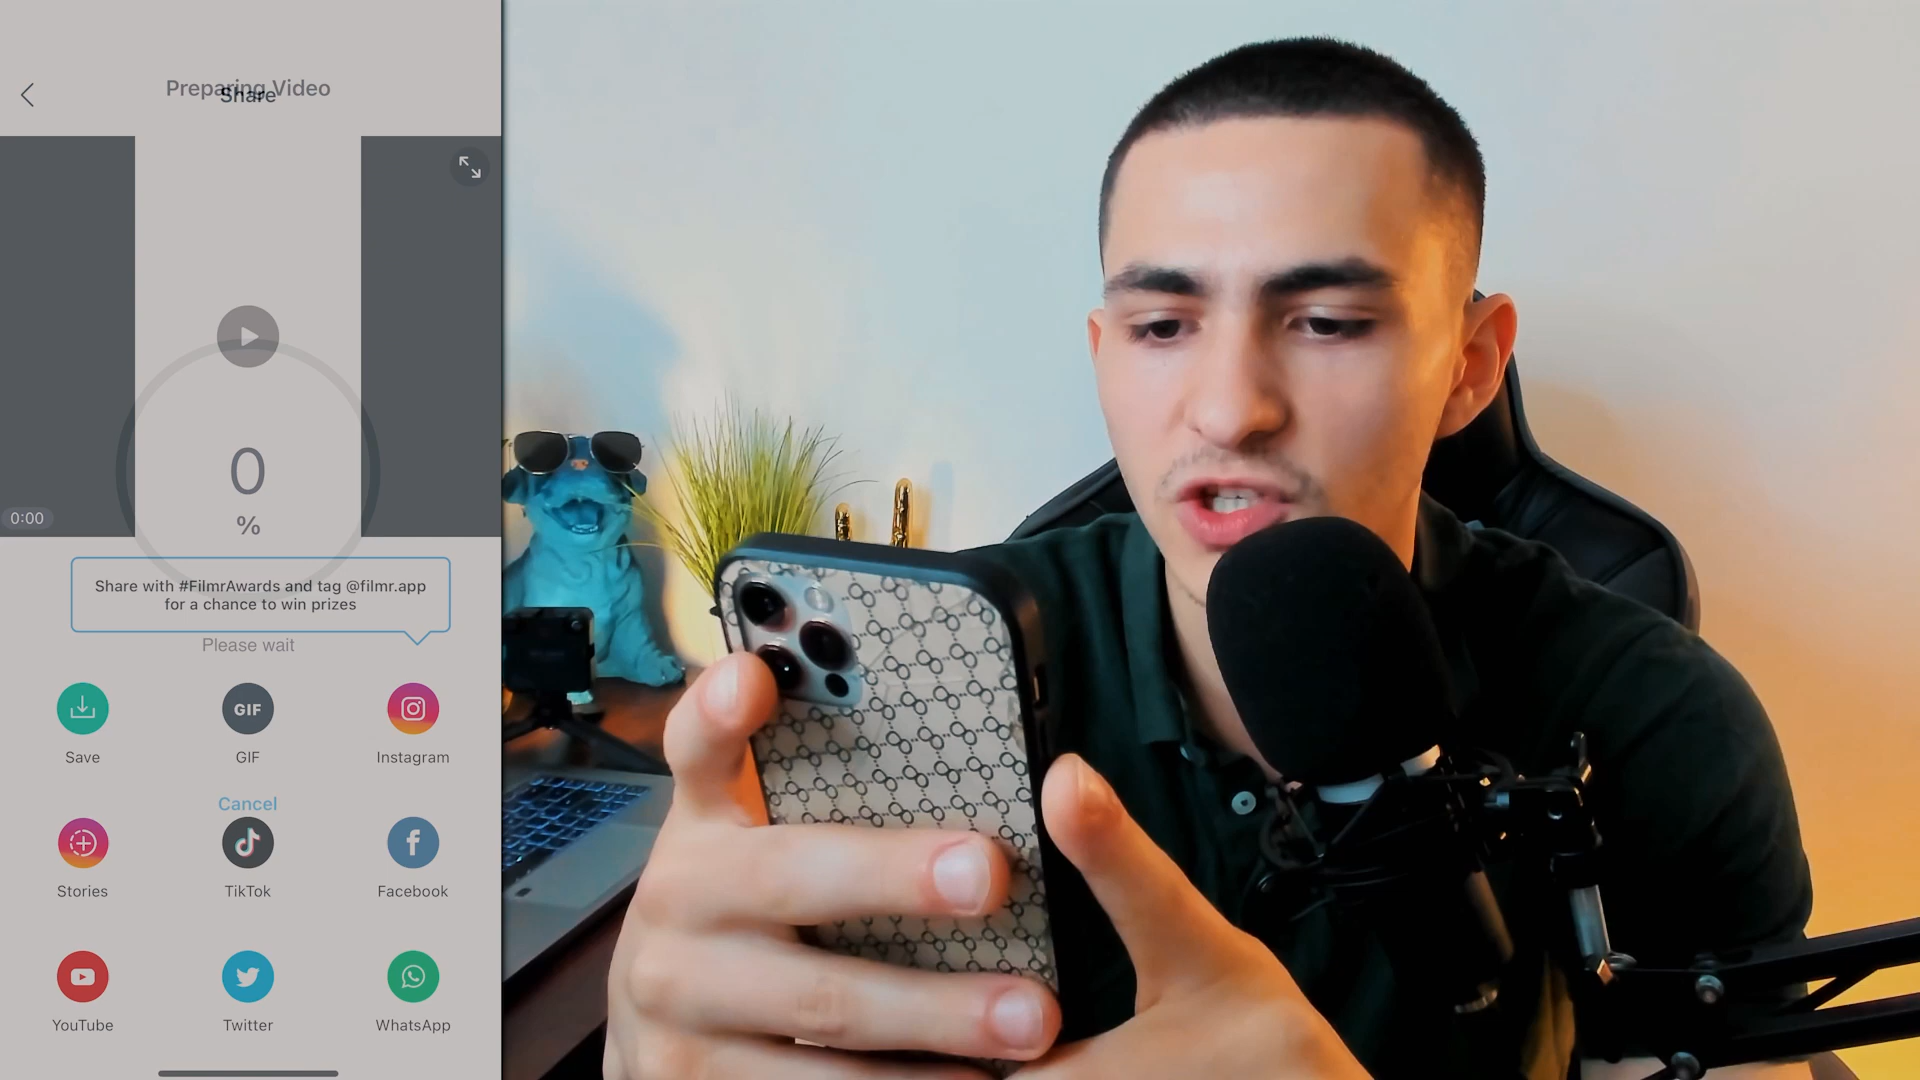 Preparing Video
Share
0
%
0:00
Share with #FilmrAwards and tag @filmr.app
for a chance to win prizes
Please wait
GIF
Save
GIF
Instagram
Cancel
Stories
TikTok
Facebook
YouTube
Twitter
WhatsApp